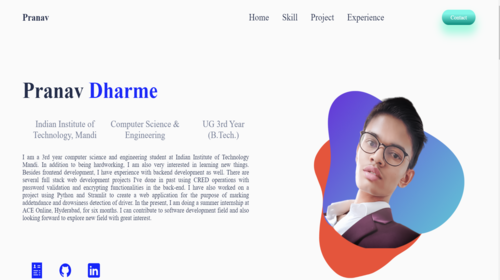 Pranav
Home Skill Project Experience
Contact
Pranav Dharme
Indian Institute of Technology, Mandi
Computer Science & Engineering
UG 3rd Year (B.Tech.)
I am a 3rd year computer science and engineering student at Indian Institute of Technology
Mandi. In addition to being hardworking, I am also very interested in learning new things.
Besides frontend development, I have experience with backend development as well. There are
several full stack web development projects I've done in past using CRED operations with
password validation and encrypting functionalities in the back-end. I have also worked on a
project using Python and Stramlit to create a web application for the purpose of marking
addetndance and drowsiness detection of driver. In the present, I am doing a summer internship at
ACE Online, Hyderabad, for six months. I can contribute to software development field and also
looking forward to explore new field with great interest.